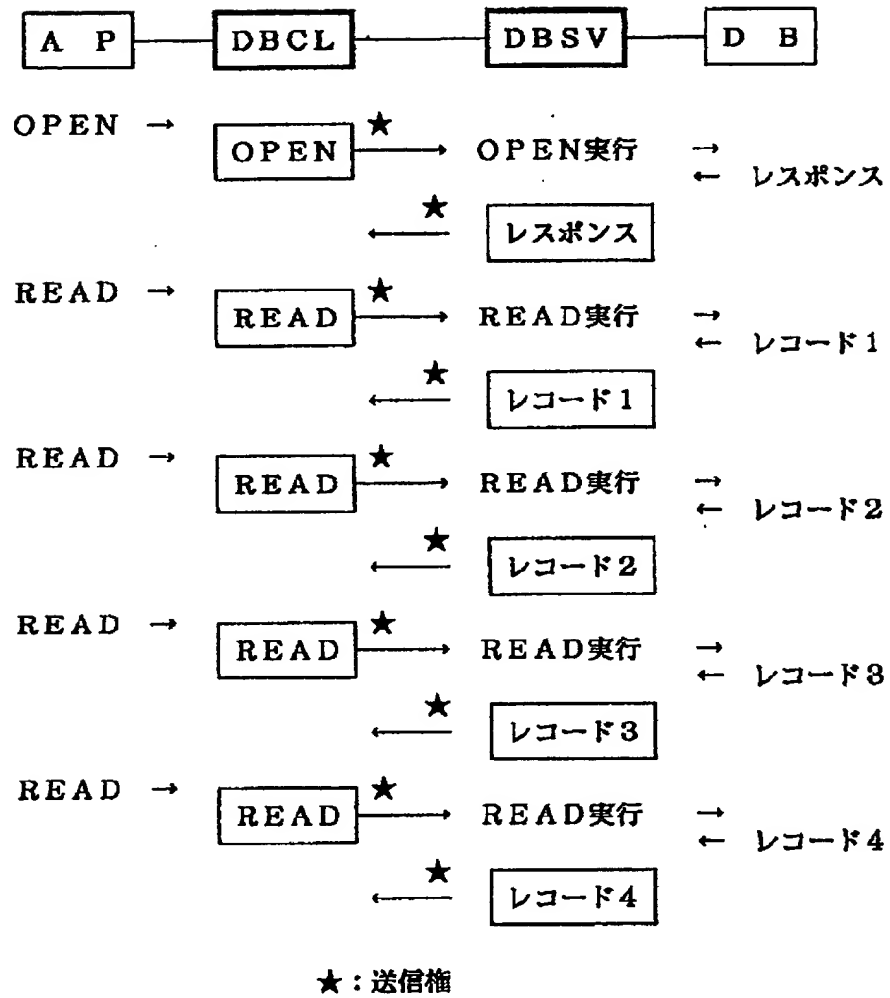 AP DBCL DBSV DB
OPEN →
OPEN ★ → OPEN実行 →
← レスポンス
★ ← レスポンス
READ →
READ ★ → READ実行 →
← レコード1
★ ← レコード1
READ →
READ ★ → READ実行 →
← レコード2
★ ← レコード2
READ →
READ ★ → READ実行 →
← レコード3
★ ← レコード3
READ →
READ ★ → READ実行 →
← レコード4
★ ← レコード4
★：送信権